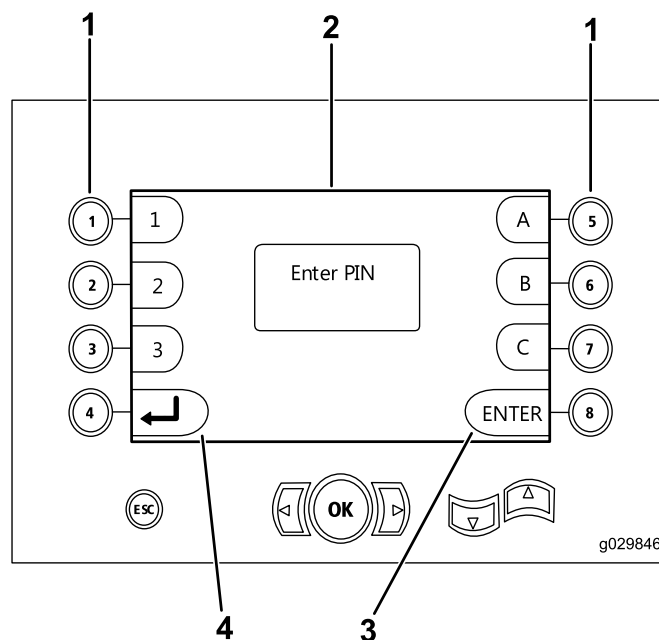 1 2 1
1 1 A 5
Enter PIN
2 2 B 6
3 3 C 7
4 ENTER 8
ESC OK
g029846
4 3